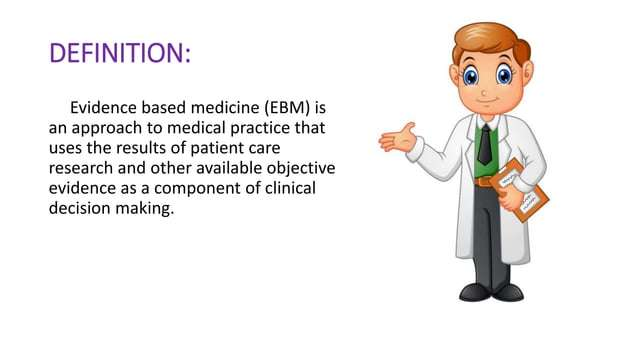 DEFINITION:
Evidence based medicine (EBM) is
an approach to medical practice that
uses the results of patient care
research and other available objective
evidence as a component of clinical
decision making.